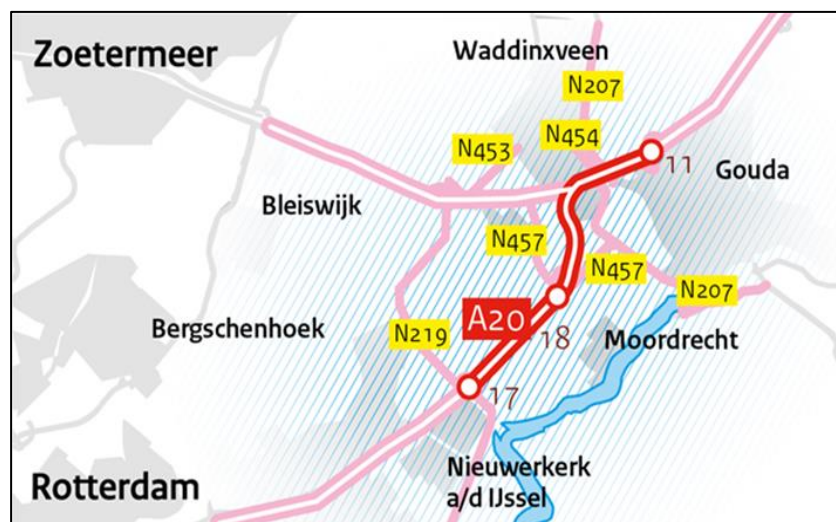 Zoetermeer
Waddinxveen
N207
N453
N454
11
Gouda
Bleiswijk
N457
N457
N207
A20
Bergschenhoek
N219
18
Moordrecht
17
Nieuwerkerk
a/d IJssel
Rotterdam